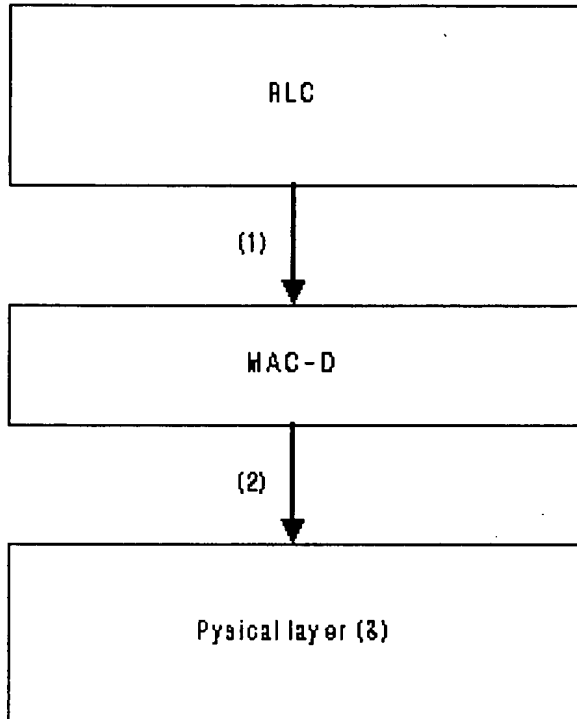 RLC
(1)
MAC-D
(2)
Pysical layer (3)